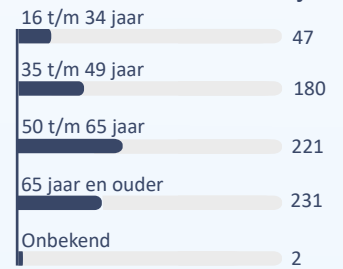 16 t/m 34 jaar
47
35 t/m 49 jaar
180
50 t/m 65 jaar
221
65 jaar en ouder
231
Onbekend
2